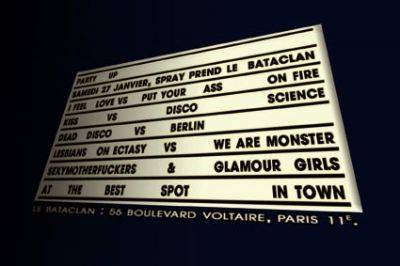 PARTY UP
SAMEDI 27 JANVIER, SPRAY PREND LE BATACLAN
I FEEL LOVE VS PUT YOUR ASS ON FIRE
KISS VS DISCO SCIENCE
DEAD DISCO VS BERLIN
LESBIANS ON ECTASY VS WE ARE MONSTER
SEXYMOTHERFUCKERS & GLAMOUR GIRLS
AT THE BEST SPOT IN TOWN
LE BATACLAN : 56 BOULEVARD VOLTAIRE, PARIS 11E.